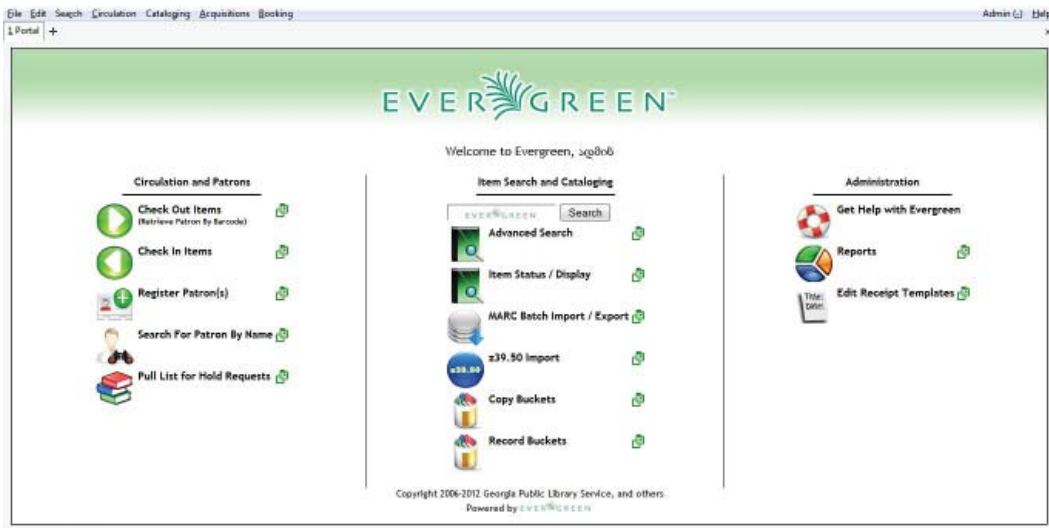 File Edit Search Circulation Cataloging Acquisitions Booking Admin (-) Help
1 Portal +
EVERGREEN
Welcome to Evergreen, ადმინ
Circulation and Patrons
Check Out Items
(Retrieve Patron By Barcode)
Check In Items
Register Patron(s)
Search For Patron By Name
Pull List for Hold Requests
Item Search and Cataloging
EVERGREEN Search
Advanced Search
Item Status / Display
MARC Batch Import / Export
z39.50
z39.50 Import
Copy Buckets
Record Buckets
Administration
Get Help with Evergreen
Reports
Edit Receipt Templates
Copyright 2006-2012 Georgia Public Library Service, and others
Powered by EVERGREEN